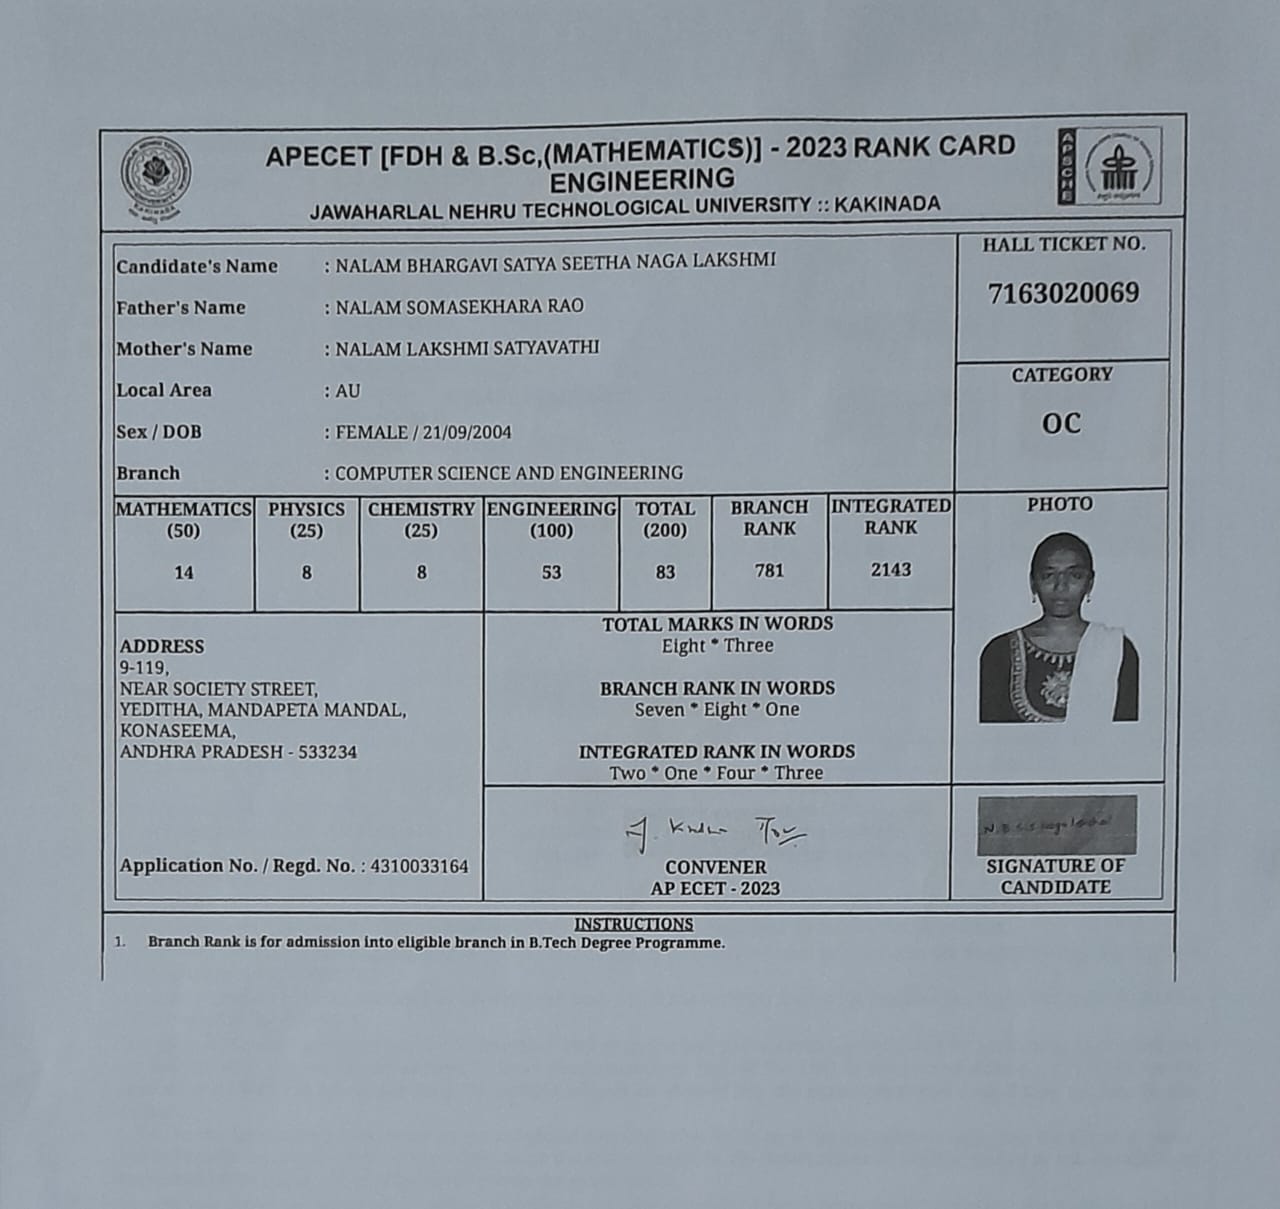 APECET [FDH & B.Sc,(MATHEMATICS)] - 2023 RANK CARD
ENGINEERING
JAWAHARLAL NEHRU TECHNOLOGICAL UNIVERSITY :: KAKINADA
KAKINADA
APSCHE
Candidate's Name : NALAM BHARGAVI SATYA SEETHA NAGA LAKSHMI
Father's Name : NALAM SOMASEKHARA RAO
Mother's Name : NALAM LAKSHMI SATYAVATHI
Local Area : AU
Sex / DOB : FEMALE / 21/09/2004
Branch : COMPUTER SCIENCE AND ENGINEERING
HALL TICKET NO.
7163020069
CATEGORY
OC
MATHEMATICS PHYSICS CHEMISTRY ENGINEERING TOTAL BRANCH INTEGRATED
(50) (25) (25) (100) (200) RANK RANK
14 8 8 53 83 781 2143
PHOTO
ADDRESS
9-119,
NEAR SOCIETY STREET,
YEDITHA, MANDAPETA MANDAL,
KONASEEMA,
ANDHRA PRADESH - 533234
Application No. / Regd. No. : 4310033164
TOTAL MARKS IN WORDS
Eight * Three
BRANCH RANK IN WORDS
Seven * Eight * One
INTEGRATED RANK IN WORDS
Two * One * Four * Three
CONVENER
AP ECET - 2023
SIGNATURE OF
CANDIDATE
INSTRUCTIONS
1. Branch Rank is for admission into eligible branch in B.Tech Degree Programme.